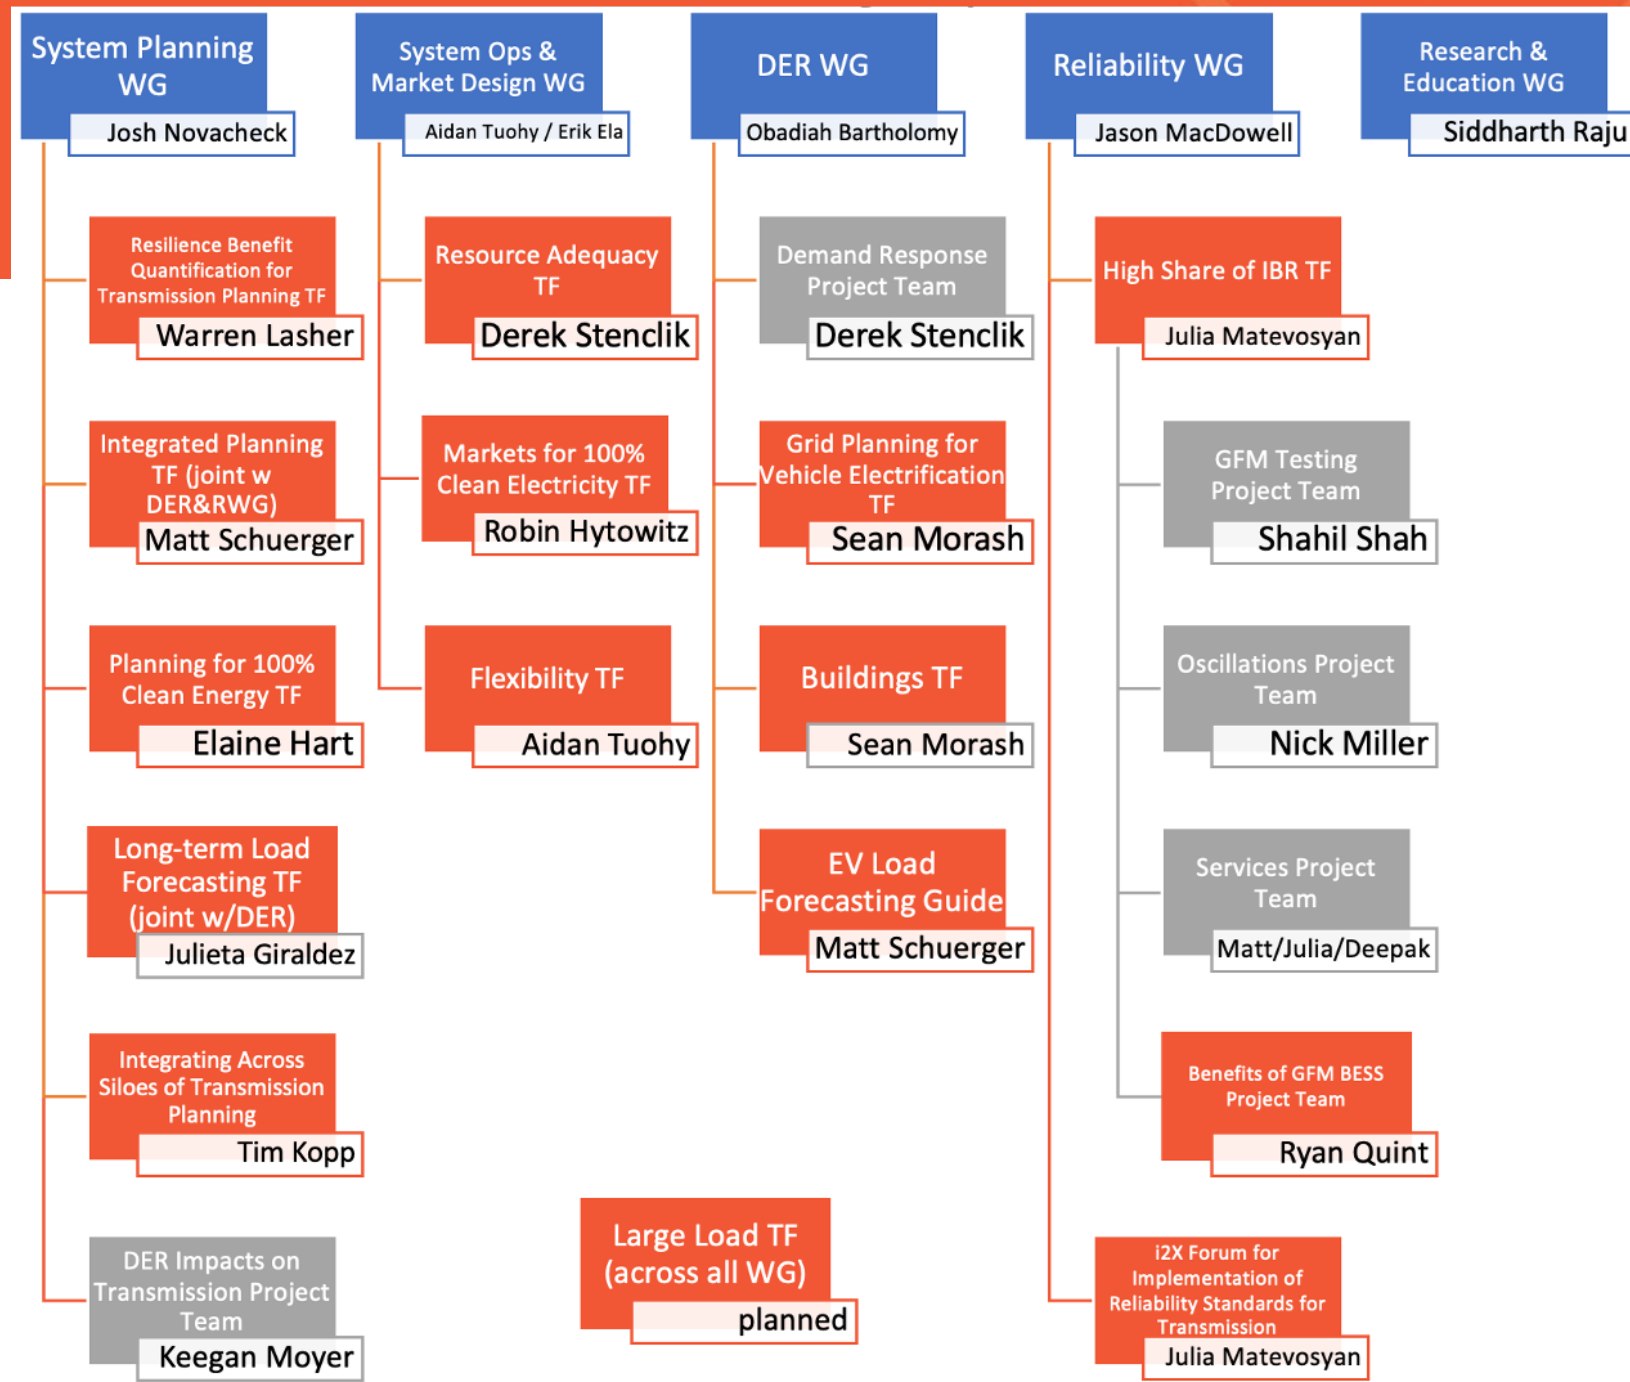 System Planning
WG
Josh Novacheck
Resilience Benefit
Quantification for
Transmission Planning TF
Warren Lasher
Integrated Planning
TF (joint w
DER&RWG)
Matt Schuerger
Planning for 100%
Clean Energy TF
Elaine Hart
Long-term Load
Forecasting TF
(joint w/DER)
Julieta Giraldez
Integrating Across
Siloes of Transmission
Planning
Tim Kopp
DER Impacts on
Transmission Project
Team
Keegan Moyer
System Ops &
Market Design WG
Aidan Tuohy / Erik Ela
Resource Adequacy
TF
Derek Stenclik
Markets for 100%
Clean Electricity TF
Robin Hytowitz
Flexibility TF
Aidan Tuohy
DER WG
Obadiah Bartholomy
Demand Response
Project Team
Derek Stenclik
Grid Planning for
Vehicle Electrification
TF
Sean Morash
Buildings TF
Sean Morash
EV Load
Forecasting Guide
Matt Schuerger
Large Load TF
(across all WG)
planned
Reliability WG
Jason MacDowell
High Share of IBR TF
Julia Matevosyan
GFM Testing
Project Team
Shahil Shah
Oscillations Project
Team
Nick Miller
Services Project
Team
Matt/Julia/Deepak
Benefits of GFM BESS
Project Team
Ryan Quint
i2X Forum for
Implementation of
Reliability Standards for
Transmission
Julia Matevosyan
Research &
Education WG
Siddharth Raju